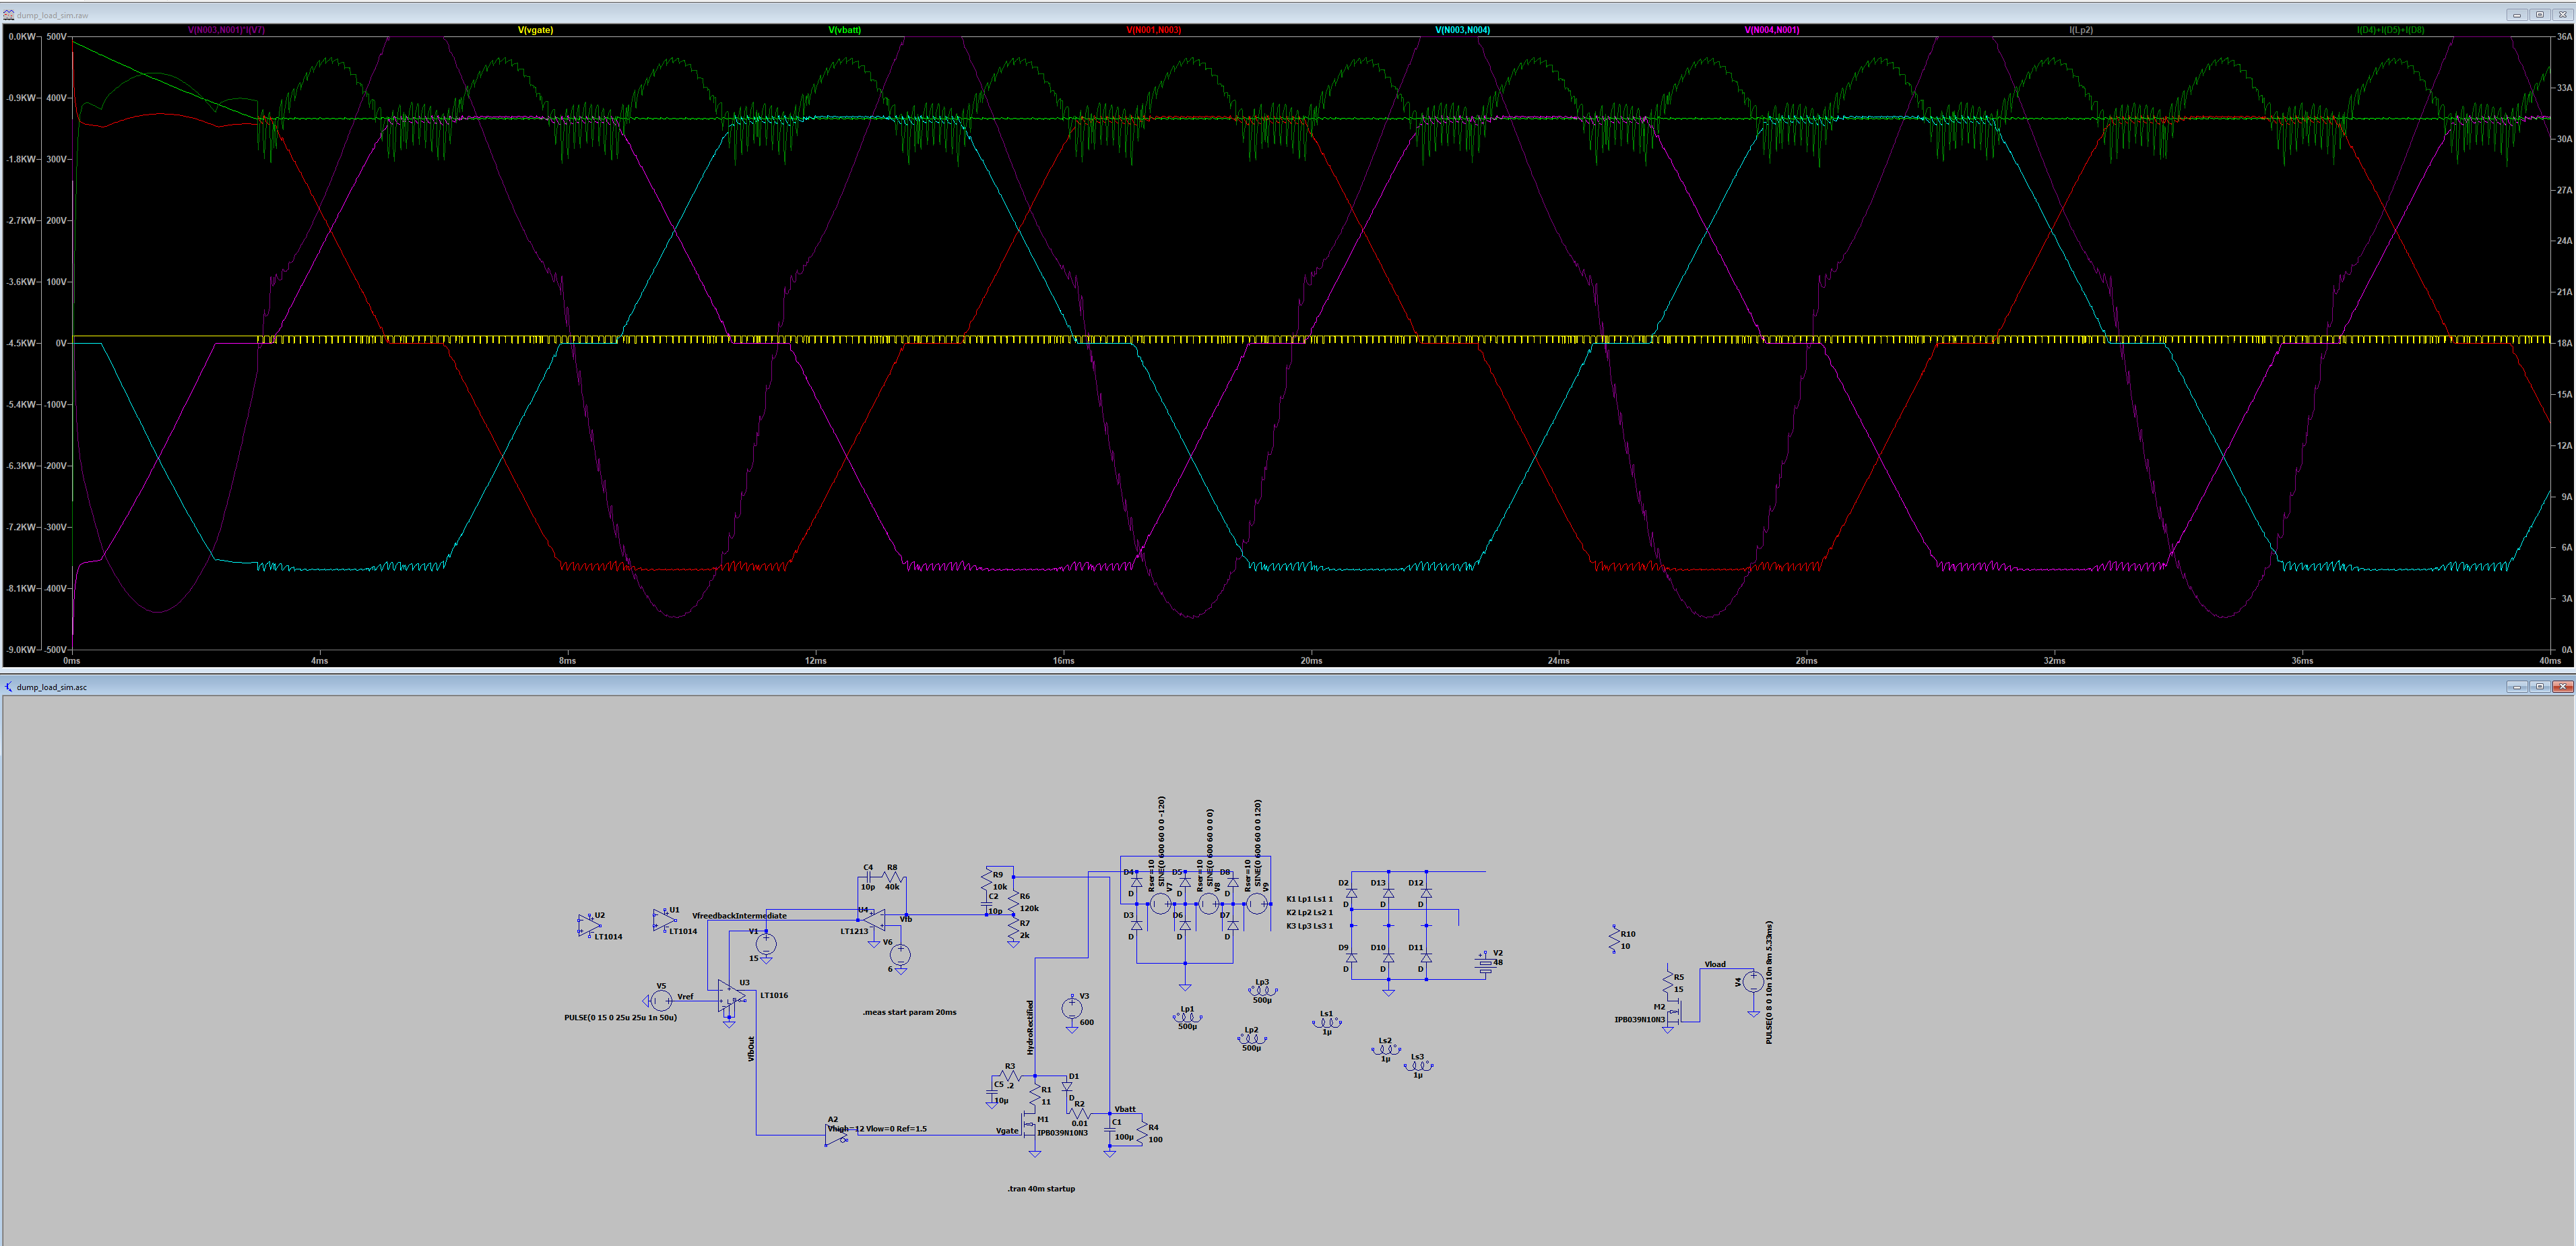 dump_load_sim.raw
V(N003,N001)*I(V7) V(vgate) V(vbatt) V(N001,N003) V(N003,N004) V(N004,N001) I(Lp2) I(D4)+I(D5)+I(D8)
0.0KW 500V 36A
-0.9KW 400V 33A
-1.8KW 300V 30A
27A
-2.7KW 200V
24A
-3.6KW 100V
21A
-4.5KW 0V 18A
-5.4KW -100V 15A
12A
-6.3KW -200V
9A
-7.2KW -300V
6A
-8.1KW -400V
3A
-9.0KW -500V 0A
0ms 4ms 8ms 12ms 16ms 20ms 24ms 28ms 32ms 36ms 40ms
dump_load_sim.asc
U2
LT1014
U1
LT1014
VfreedbackIntermediate
V1
15
C4
10p
R8
40k
U4
LT1213
Vfb
V6
6
R9
10k
C2
10p
R6
120k
R7
2k
V5
Vref
PULSE(0 15 0 25u 25u 1n 50u)
U3
LT1016
VfbOut
.meas start param 20ms
A2
Vhigh=12 Vlow=0 Ref=1.5
Vgate
HydroRectified
V3
600
R3
.2
C5
10µ
R1
11
M1
IPB039N10N3
D1
D
R2
0.01
Vbatt
C1
100µ
R4
100
.tran 40m startup
D4
D
D5
D
D8
D
D3
D
D6
D
D7
D
Rser=10
SINE(0 600 60 0 0 -120)
V7
Rser=10
SINE(0 600 60 0 0 0)
V8
Rser=10
SINE(0 600 60 0 0 120)
V9
K1 Lp1 Ls1 1
K2 Lp2 Ls2 1
K3 Lp3 Ls3 1
Lp3
500µ
Lp1
500µ
Lp2
500µ
Ls1
1µ
Ls2
1µ
Ls3
1µ
D2
D
D13
D
D12
D
D9
D
D10
D
D11
D
V2
48
R10
10
R5
15
M2
IPB039N10N3
Vload
V4
PULSE(0 8 0 10n 10n 8m 5.33ms)